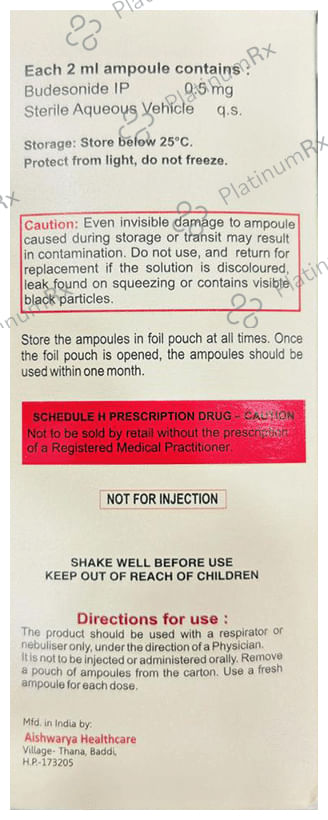 Each 2 ml ampoule contains :
Budesonide IP 0.5 mg
Sterile Aqueous Vehicle q.s.
Storage: Store below 25°C.
Protect from light, do not freeze.
Caution: Even invisible damage to ampoule
caused during storage or transit may result
in contamination. Do not use, and return for
replacement if the solution is discoloured,
leak found on squeezing or contains visible
black particles.
Store the ampoules in foil pouch at all times. Once
the foil pouch is opened, the ampoules should be
used within one month.
SCHEDULE H PRESCRIPTION DRUG - CAUTION
Not to be sold by retail without the prescription
of a Registered Medical Practitioner.
NOT FOR INJECTION
SHAKE WELL BEFORE USE
KEEP OUT OF REACH OF CHILDREN
Directions for use :
The product should be used with a respirator or
nebuliser only, under the direction of a Physician.
It is not to be injected or administered orally. Remove
a pouch of ampoules from the carton. Use a fresh
ampoule for each dose.
Mfd. in India by:
Aishwarya Healthcare
Village- Thana, Baddi,
H.P.-173205
PlatinumRx
PlatinumRx
PlatinumRx